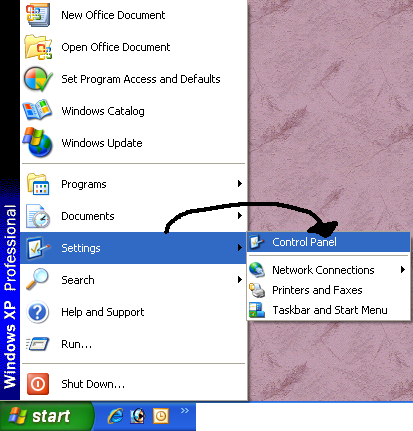 New Office Document
Open Office Document
Set Program Access and Defaults
Windows Catalog
Windows Update
Programs
Documents
Settings
Control Panel
Network Connections
Printers and Faxes
Taskbar and Start Menu
Search
Help and Support
Run...
Shut Down...
Windows XP Professional
start